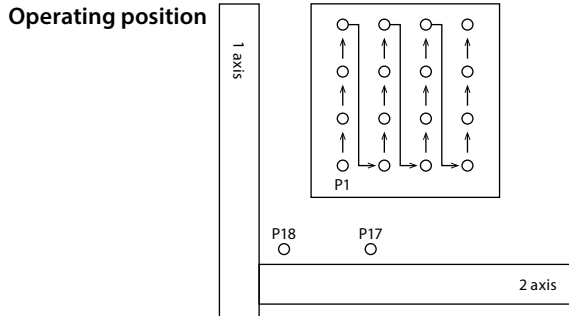 Operating position
1 axis
P1
P18
P17
2 axis